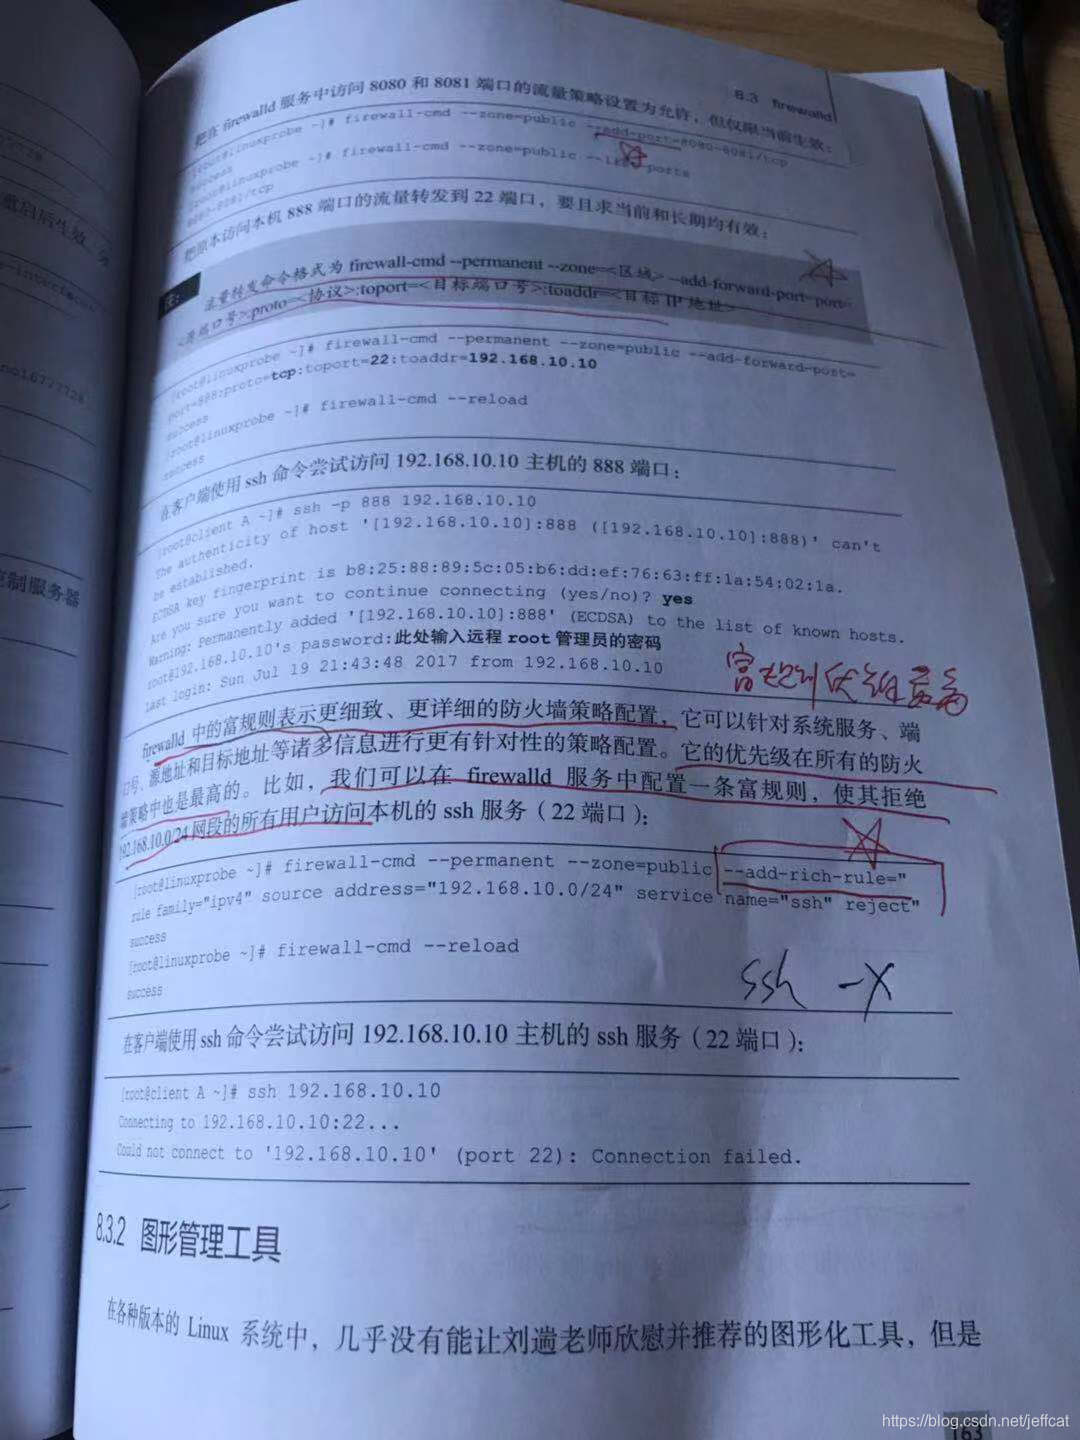 8.3 firewalld
把在 firewalld 服务中访问 8080 和 8081 端口的流量策略设置为允许，但仅限当前生效：
[root@linuxprobe ~]# firewall-cmd --zone=public --add-port=8080-8081/tcp
success
[root@linuxprobe ~]# firewall-cmd --zone=public --list-ports
8080-8081/tcp
把原本访问本机 888 端口的流量转发到 22 端口，要且求当前和长期均有效：
注：
流量转发命令格式为 firewall-cmd --permanent --zone=<区域> --add-forward-port=port=
<源端口号>:proto=<协议>:toport=<目标端口号>:toaddr=<目标 IP 地址>
[root@linuxprobe ~]# firewall-cmd --permanent --zone=public --add-forward-port=
port=888:proto=tcp:toport=22:toaddr=192.168.10.10
success
[root@linuxprobe ~]# firewall-cmd --reload
success
在客户端使用 ssh 命令尝试访问 192.168.10.10 主机的 888 端口：
[root@client A ~]# ssh -p 888 192.168.10.10
The authenticity of host '[192.168.10.10]:888 ([192.168.10.10]:888)' can't
be established.
ECDSA key fingerprint is b8:25:88:89:5c:05:b6:dd:ef:76:63:ff:1a:54:02:1a.
Are you sure you want to continue connecting (yes/no)? yes
Warning: Permanently added '[192.168.10.10]:888' (ECDSA) to the list of known hosts.
root@192.168.10.10's password:此处输入远程 root 管理员的密码
Last login: Sun Jul 19 21:43:48 2017 from 192.168.10.10
富规则优先最高
firewalld 中的富规则表示更细致、更详细的防火墙策略配置，它可以针对系统服务、端
口号、源地址和目标地址等诸多信息进行更有针对性的策略配置。它的优先级在所有的防火
墙策略中也是最高的。比如，我们可以在 firewalld 服务中配置一条富规则，使其拒绝
192.168.10.0/24 网段的所有用户访问本机的 ssh 服务（22 端口）：
[root@linuxprobe ~]# firewall-cmd --permanent --zone=public --add-rich-rule="
rule family="ipv4" source address="192.168.10.0/24" service name="ssh" reject"
success
[root@linuxprobe ~]# firewall-cmd --reload
success
ssh -X
在客户端使用 ssh 命令尝试访问 192.168.10.10 主机的 ssh 服务（22 端口）：
[root@client A ~]# ssh 192.168.10.10
Connecting to 192.168.10.10:22...
Could not connect to '192.168.10.10' (port 22): Connection failed.
8.3.2 图形管理工具
在各种版本的 Linux 系统中，几乎没有能让刘遄老师欣慰并推荐的图形化工具，但是
163
https://blog.csdn.net/jeffcat